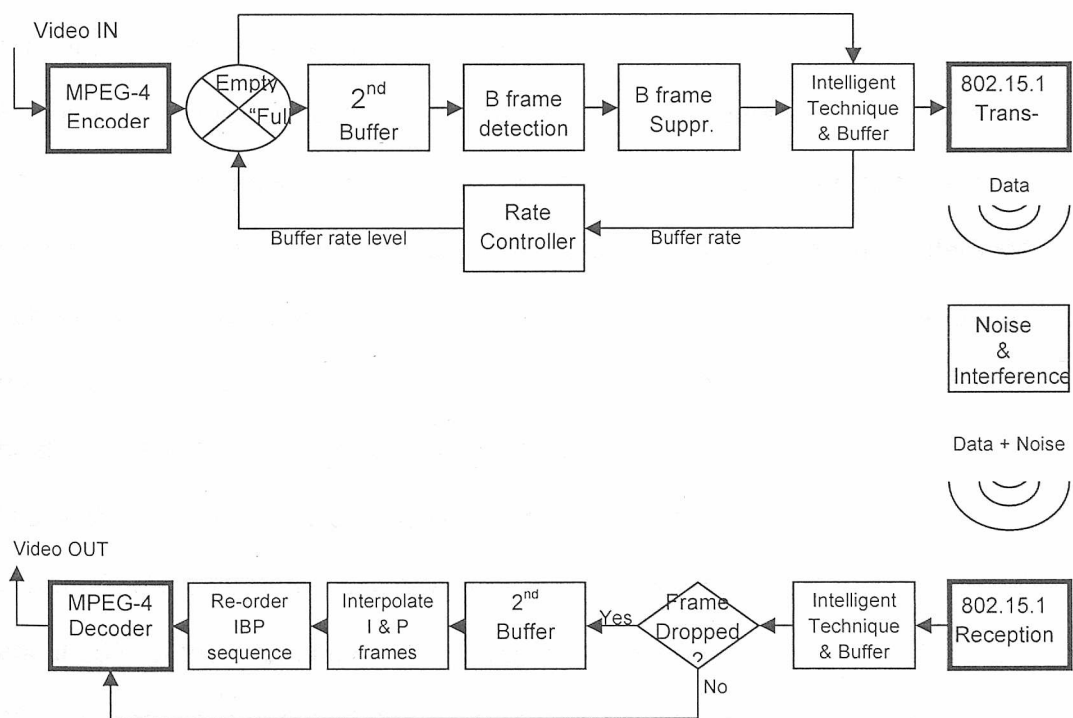 Video IN
MPEG-4
Encoder
Empty
“Full
2nd
Buffer
B frame
detection
B frame
Suppr.
Intelligent
Technique
& Buffer
802.15.1
Trans-
Data
Rate
Controller
Buffer rate level
Buffer rate
Noise
&
Interference
Data + Noise
Video OUT
MPEG-4
Decoder
Re-order
IBP
sequence
Interpolate
I & P
frames
2nd
Buffer
Yes
Frame
Dropped
?
No
Intelligent
Technique
& Buffer
802.15.1
Reception